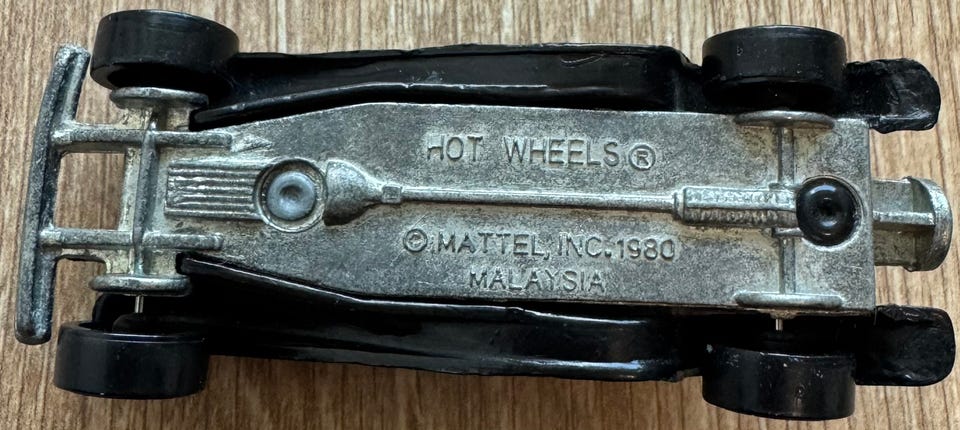 HOT WHEELS®
© MATTEL, INC. 1980
MALAYSIA